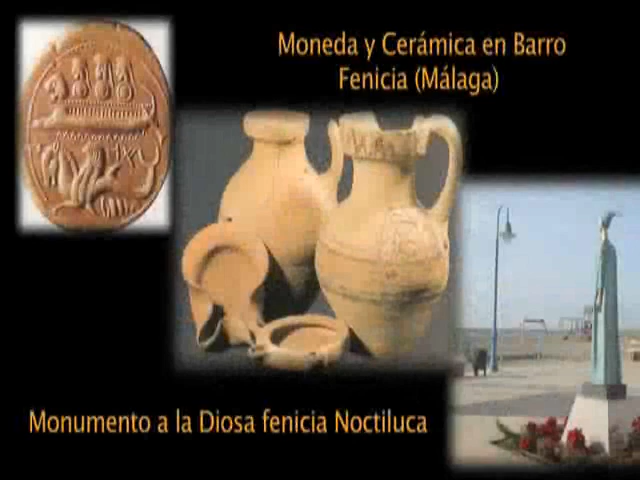 Moneda y Cerámica en Barro
Fenicia (Málaga)
Monumento a la Diosa fenicia Noctiluca